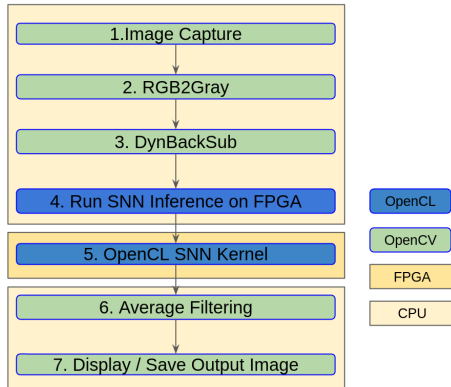 1.Image Capture
2. RGB2Gray
3. DynBackSub
4. Run SNN Inference on FPGA
5. OpenCL SNN Kernel
6. Average Filtering
7. Display / Save Output Image
OpenCL
OpenCV
FPGA
CPU